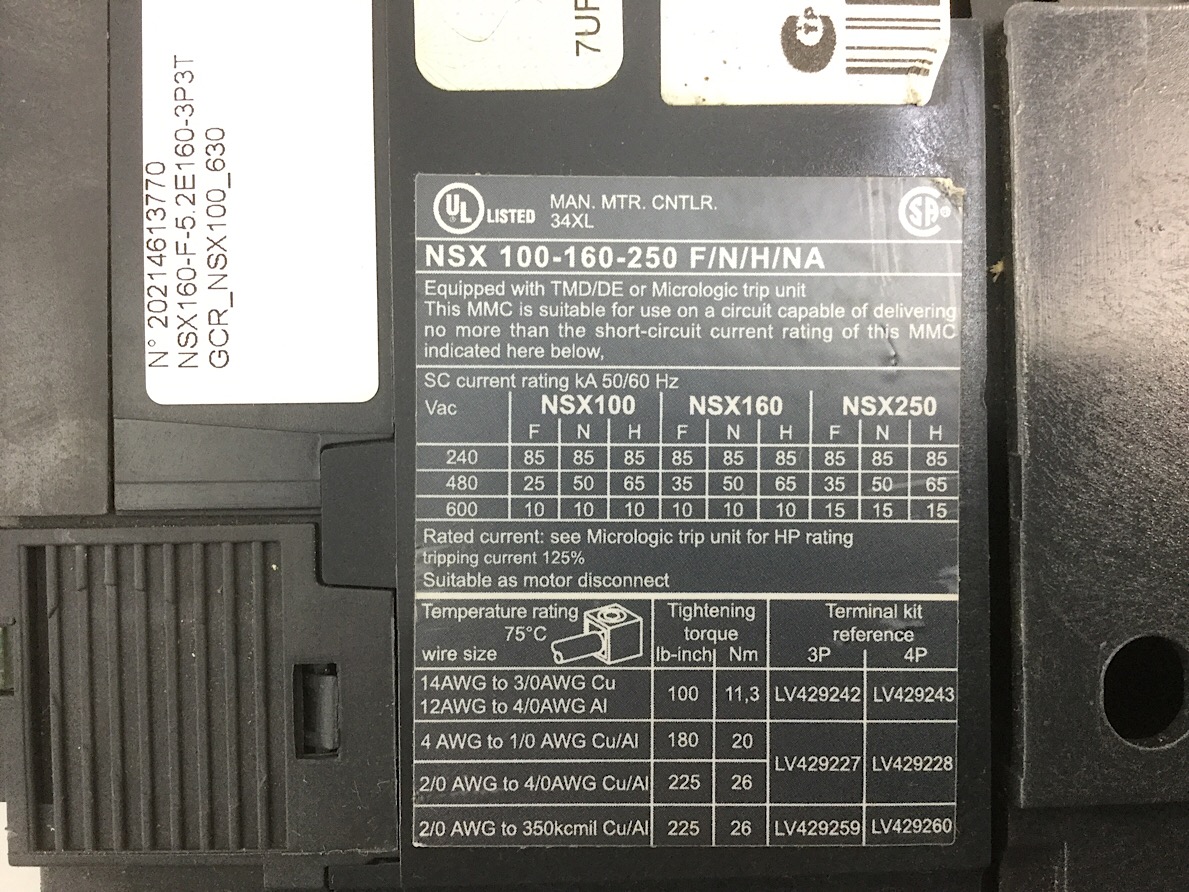 N° 20214613770
NSX160-F-5.2E160-3P3T
GCR_NSX100_630
UL LISTED MAN. MTR. CNTLR.
34XL
SA
NSX 100-160-250 F/N/H/NA
Equipped with TMD/DE or Micrologic trip unit
This MMC is suitable for use on a circuit capable of delivering
no more than the short-circuit current rating of this MMC
indicated here below,
SC current rating kA 50/60 Hz
Vac NSX100 NSX160 NSX250
F N H F N H F N H
240 85 85 85 85 85 85 85 85 85
480 25 50 65 35 50 65 35 50 65
600 10 10 10 10 10 10 15 15 15
Rated current: see Micrologic trip unit for HP rating
tripping current 125%
Suitable as motor disconnect
Temperature rating Tightening Terminal kit
75°C torque reference
wire size lb-inch Nm 3P 4P
14AWG to 3/0AWG Cu
12AWG to 4/0AWG Al 100 11,3 LV429242 LV429243
4 AWG to 1/0 AWG Cu/Al 180 20
LV429227 LV429228
2/0 AWG to 4/0AWG Cu/Al 225 26
2/0 AWG to 350kcmil Cu/Al 225 26 LV429259 LV429260